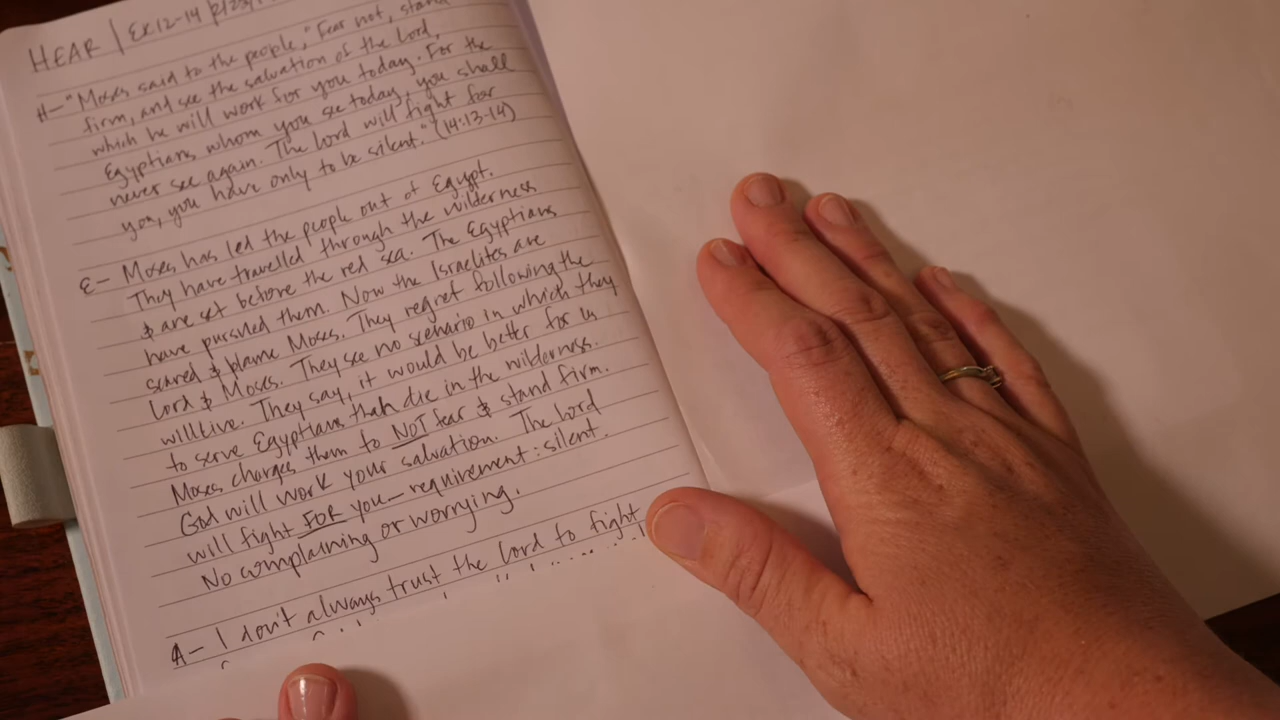 HEAR | EX12-14
H- "Moses said to the people, "Fear not, stand
firm, and see the salvation of the Lord,
which he will work for you today. For the
Egyptians whom you see today, you shall
never see again. The Lord will fight for
you, you have only to be silent." (14:13-14)
E- Moses has led the people out of Egypt.
They have travelled through the wilderness
& are set before the red sea. The Egyptians
have pursued them. Now the Israelites are
scared & blame Moses. They regret following the
Lord & Moses. They see no scenario in which they
will live. They say, it would be better for us
to serve Egyptians than die in the wilderness.
Moses charges them to NOT fear & stand firm.
God will work your salvation. The Lord
will fight FOR you - requirement: silent.
No complaining or worrying.
A- I don't always trust the Lord to fight